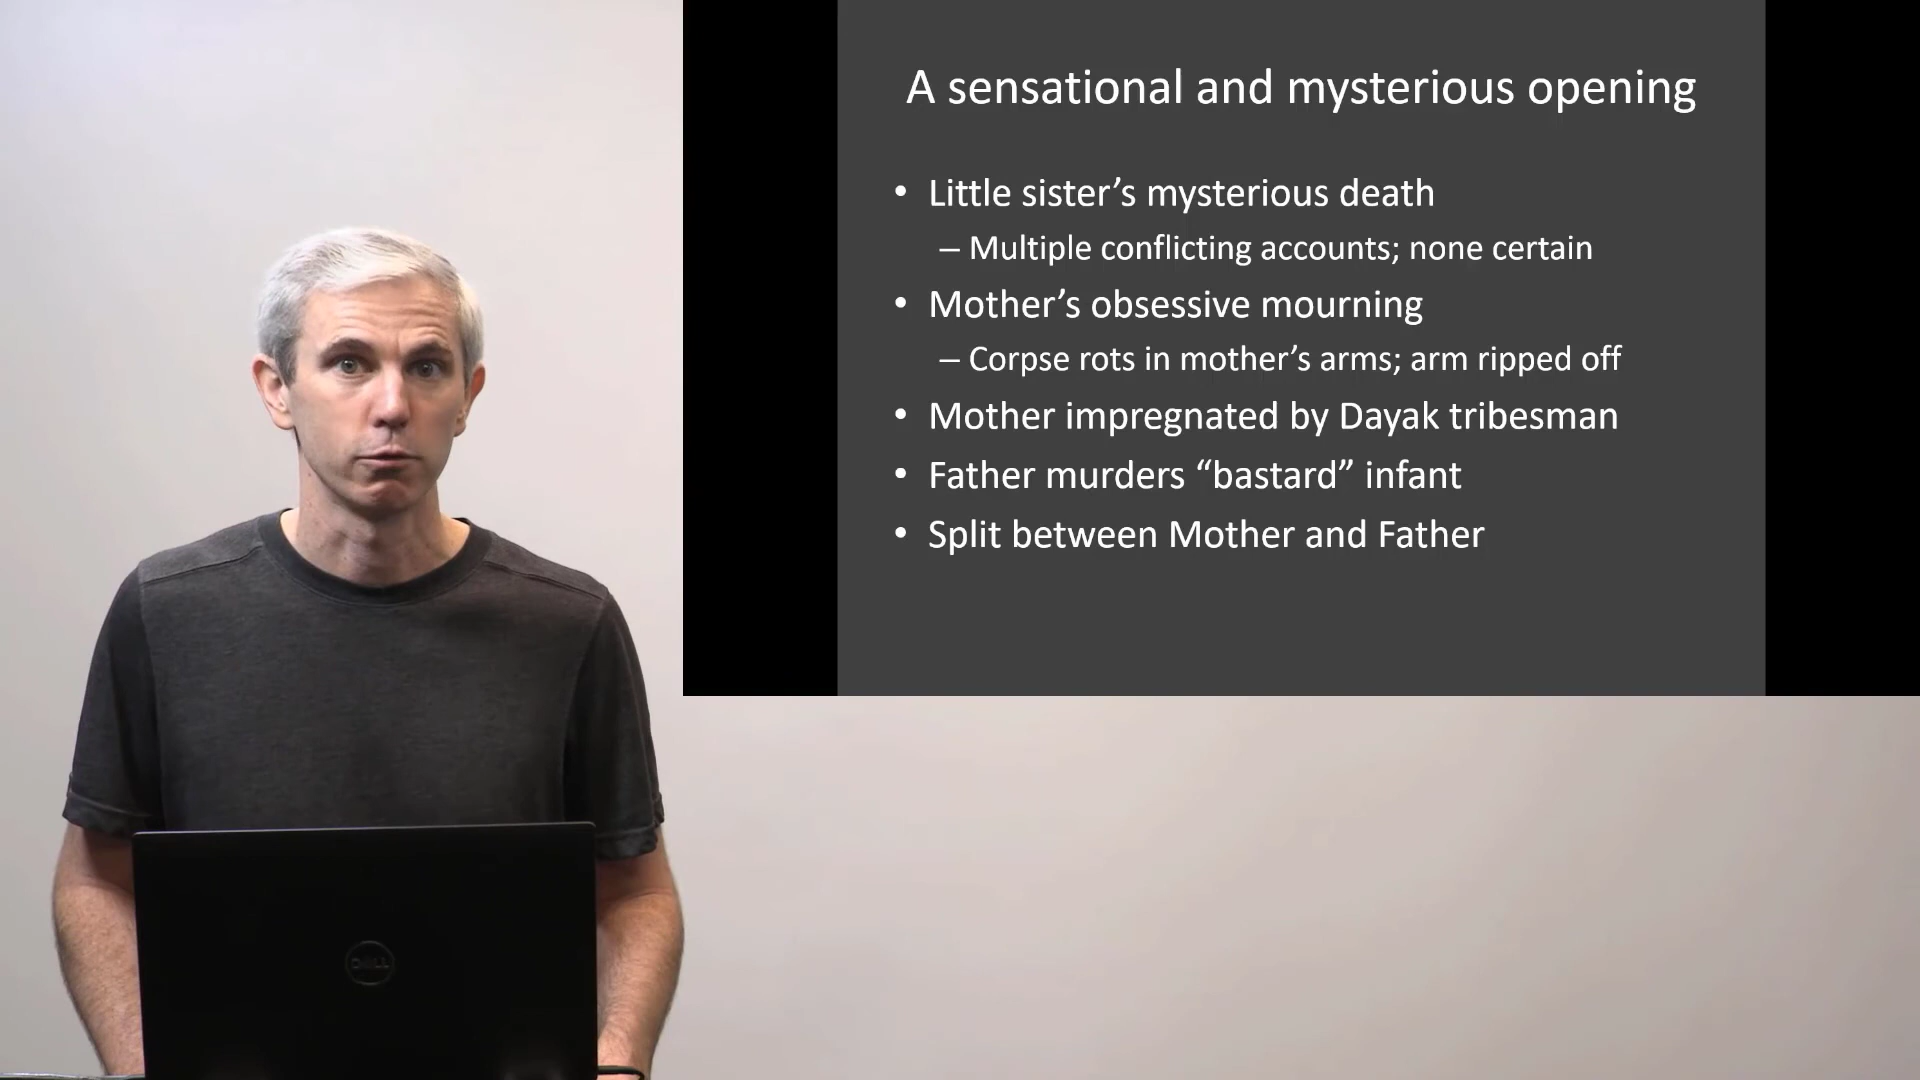 A sensational and mysterious opening
• Little sister’s mysterious death
– Multiple conflicting accounts; none certain
• Mother’s obsessive mourning
– Corpse rots in mother’s arms; arm ripped off
• Mother impregnated by Dayak tribesman
• Father murders “bastard” infant
• Split between Mother and Father
DELL